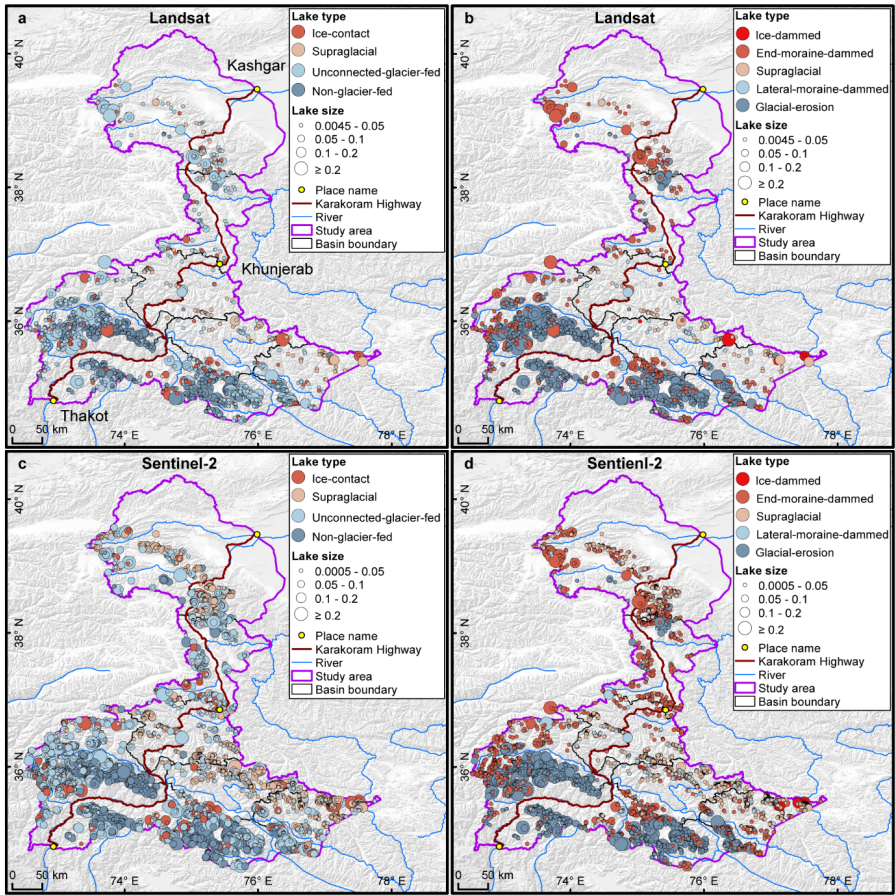 a
Landsat
Lake type
Ice-contact
Supraglacial
Unconnected-glacier-fed
Non-glacier-fed
Lake size
0.0045 - 0.05
0.05 - 0.1
0.1 - 0.2
≥ 0.2
Place name
Karakoram Highway
River
Study area
Basin boundary
Kashgar
Khunjerab
Thakot
40° N
38° N
36° N
0 50 km
74° E
76° E
78° E
b
Landsat
Lake type
Ice-dammed
End-moraine-dammed
Supraglacial
Lateral-moraine-dammed
Glacial-erosion
Lake size
0.0045 - 0.05
0.05 - 0.1
0.1 - 0.2
≥ 0.2
Place name
Karakoram Highway
River
Study area
Basin boundary
40° N
38° N
36° N
0 50 km
74° E
76° E
78° E
c
Sentinel-2
Lake type
Ice-contact
Supraglacial
Unconnected-glacier-fed
Non-glacier-fed
Lake size
0.0005 - 0.05
0.05 - 0.1
0.1 - 0.2
≥ 0.2
Place name
Karakoram Highway
River
Study area
Basin boundary
40° N
38° N
36° N
0 50 km
74° E
76° E
78° E
d
Sentienl-2
Lake type
Ice-dammed
End-moraine-dammed
Supraglacial
Lateral-moraine-dammed
Glacial-erosion
Lake size
0.0005 - 0.05
0.05 - 0.1
0.1 - 0.2
≥ 0.2
Place name
Karakoram Highway
River
Study area
Basin boundary
40° N
38° N
36° N
0 50 km
74° E
76° E
78° E